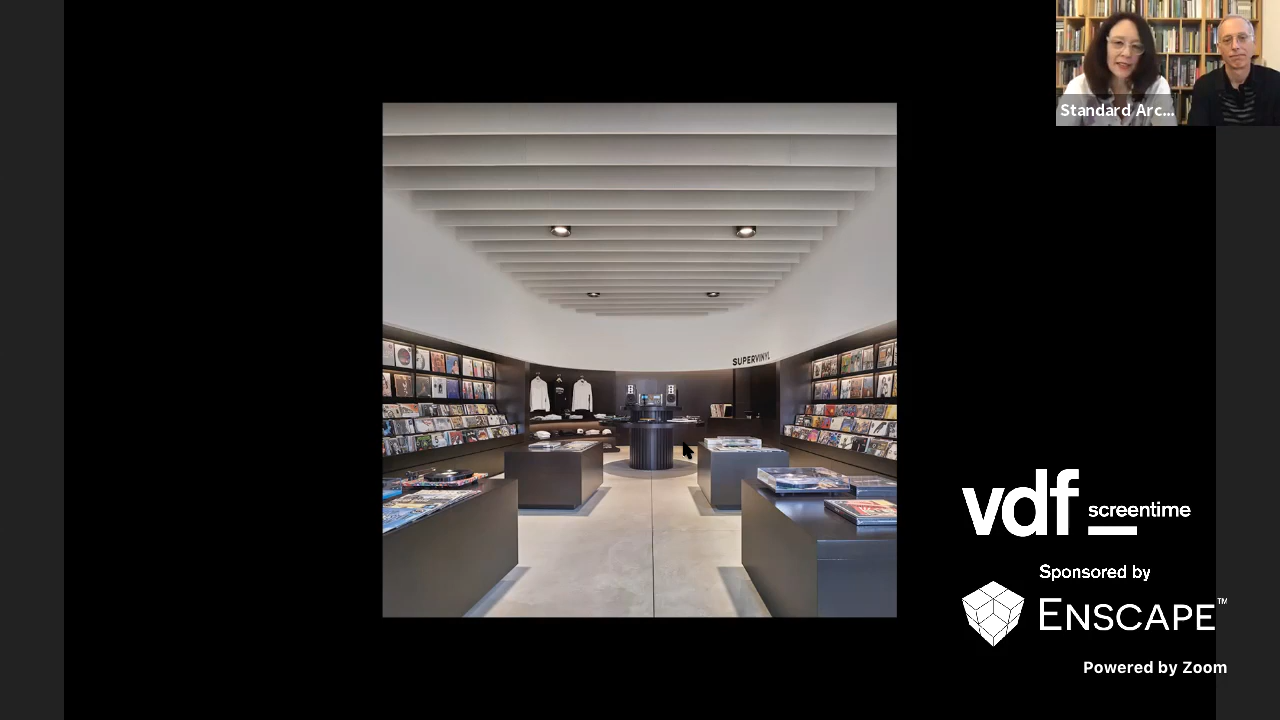 Standard Arc...
SUPERVINYL
vdf screentime
Sponsored by
ENSCAPE™
Powered by Zoom